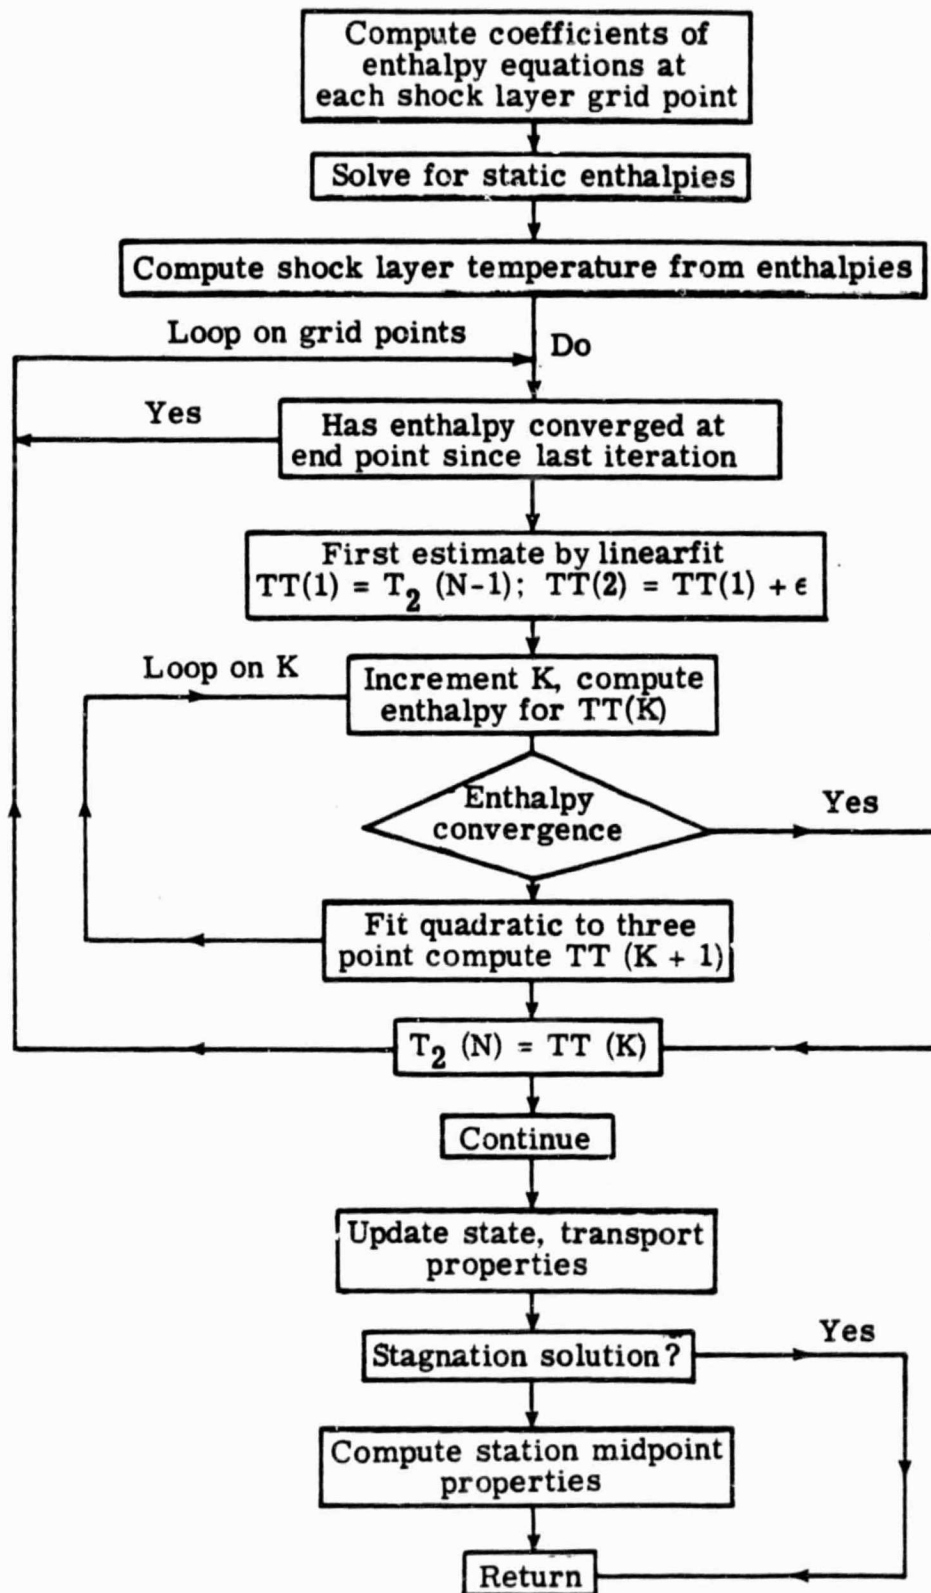 Compute coefficients of
enthalpy equations at
each shock layer grid point
Solve for static enthalpies
Compute shock layer temperature from enthalpies
Loop on grid points
Do
Yes
Has enthalpy converged at
end point since last iteration
First estimate by linearfit
TT(1) = T₂ (N-1); TT(2) = TT(1) + ε
Loop on K
Increment K, compute
enthalpy for TT(K)
Enthalpy
convergence
Yes
Fit quadratic to three
point compute TT (K + 1)
T₂ (N) = TT (K)
Continue
Update state, transport
properties
Stagnation solution?
Yes
Compute station midpoint
properties
Return